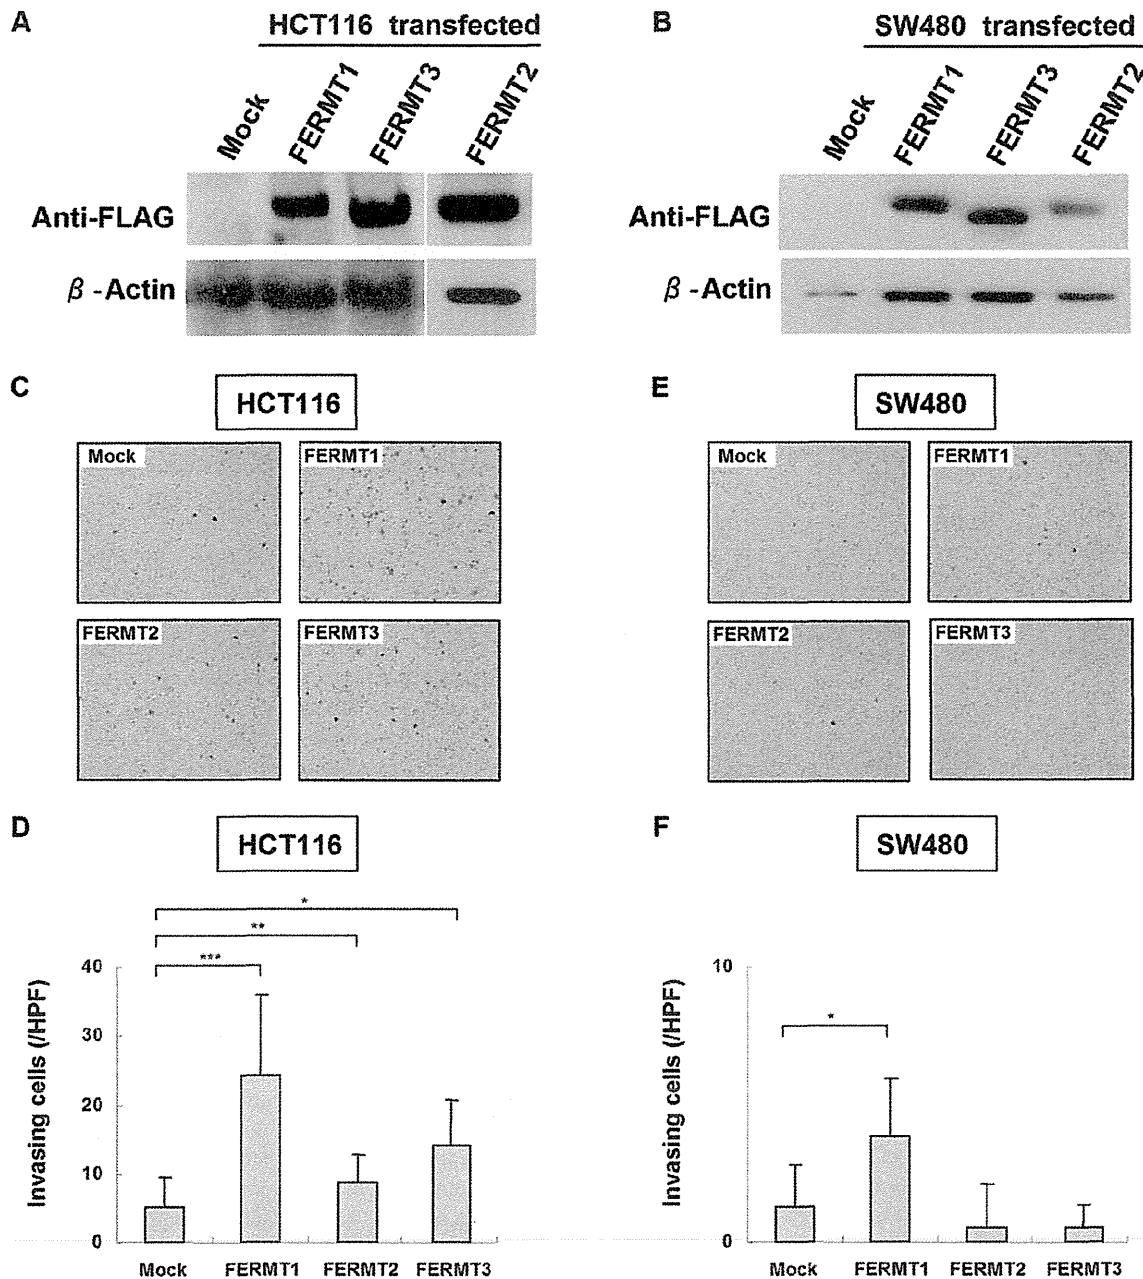 A
HCT116 transfected
Mock
FERMT1
FERMT3
FERMT2
Anti-FLAG
β-Actin
B
SW480 transfected
Mock
FERMT1
FERMT3
FERMT2
Anti-FLAG
β-Actin
C
HCT116
Mock
FERMT1
FERMT2
FERMT3
E
SW480
Mock
FERMT1
FERMT2
FERMT3
D
HCT116
*
**
***
Invasing cells (/HPF)
40
30
20
10
0
Mock FERMT1 FERMT2 FERMT3
F
SW480
*
Invasing cells (/HPF)
10
0
Mock FERMT1 FERMT2 FERMT3